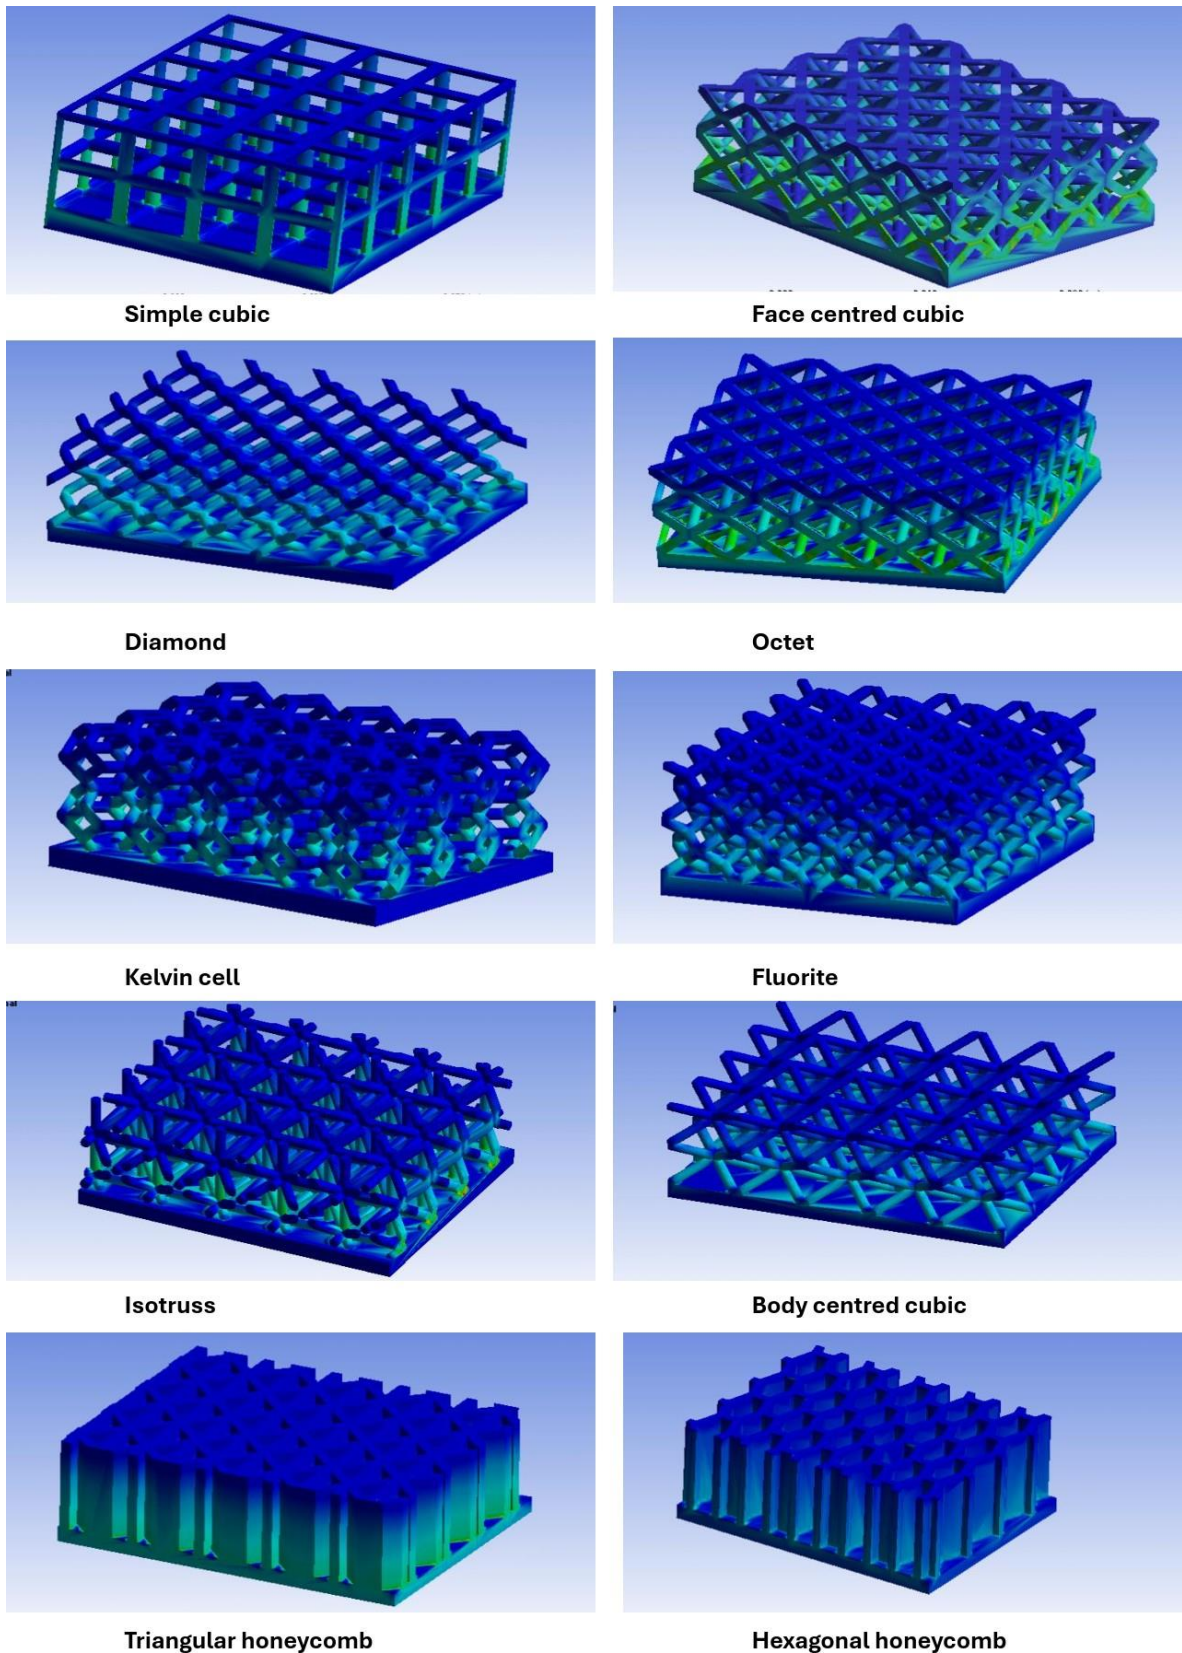 Simple cubic
Face centred cubic
Diamond
Octet
Kelvin cell
Fluorite
Isotruss
Body centred cubic
Triangular honeycomb
Hexagonal honeycomb